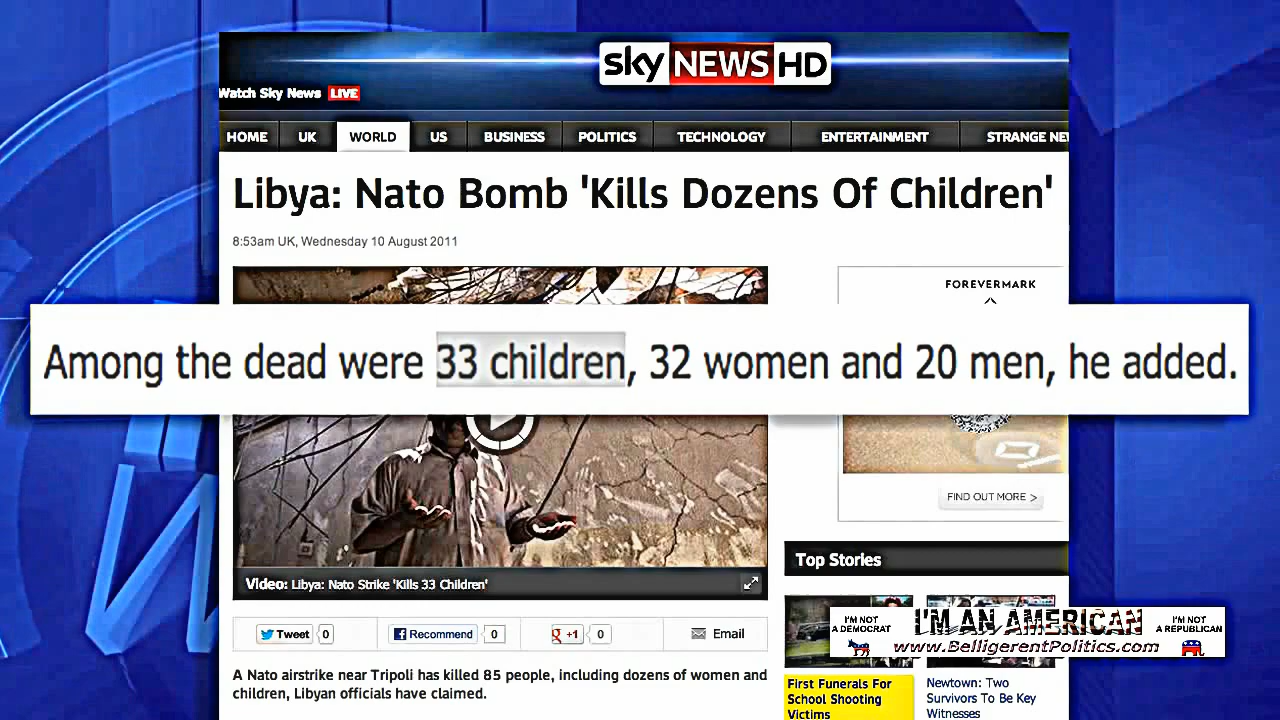 sky NEWS HD
Watch Sky News LIVE
HOME UK WORLD US BUSINESS POLITICS TECHNOLOGY ENTERTAINMENT STRANGE NE
Libya: Nato Bomb 'Kills Dozens Of Children'
8:53am UK, Wednesday 10 August 2011
FOREVERMARK
Among the dead were 33 children, 32 women and 20 men, he added.
FIND OUT MORE >
Video: Libya: Nato Strike 'Kills 33 Children'
Tweet 0 Recommend 0 +1 0 Email
A Nato airstrike near Tripoli has killed 85 people, including dozens of women and
children, Libyan officials have claimed.
Top Stories
I'M NOT
A DEMOCRAT
I'M AN AMERICAN
www.BelligerentPolitics.com
I'M NOT
A REPUBLICAN
First Funerals For
School Shooting
Victims
Newtown: Two
Survivors To Be Key
Witnesses